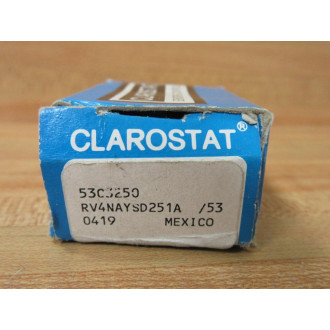 CLAROSTAT®
53C3250
RV4NAYSD251A /53
0419 MEXICO